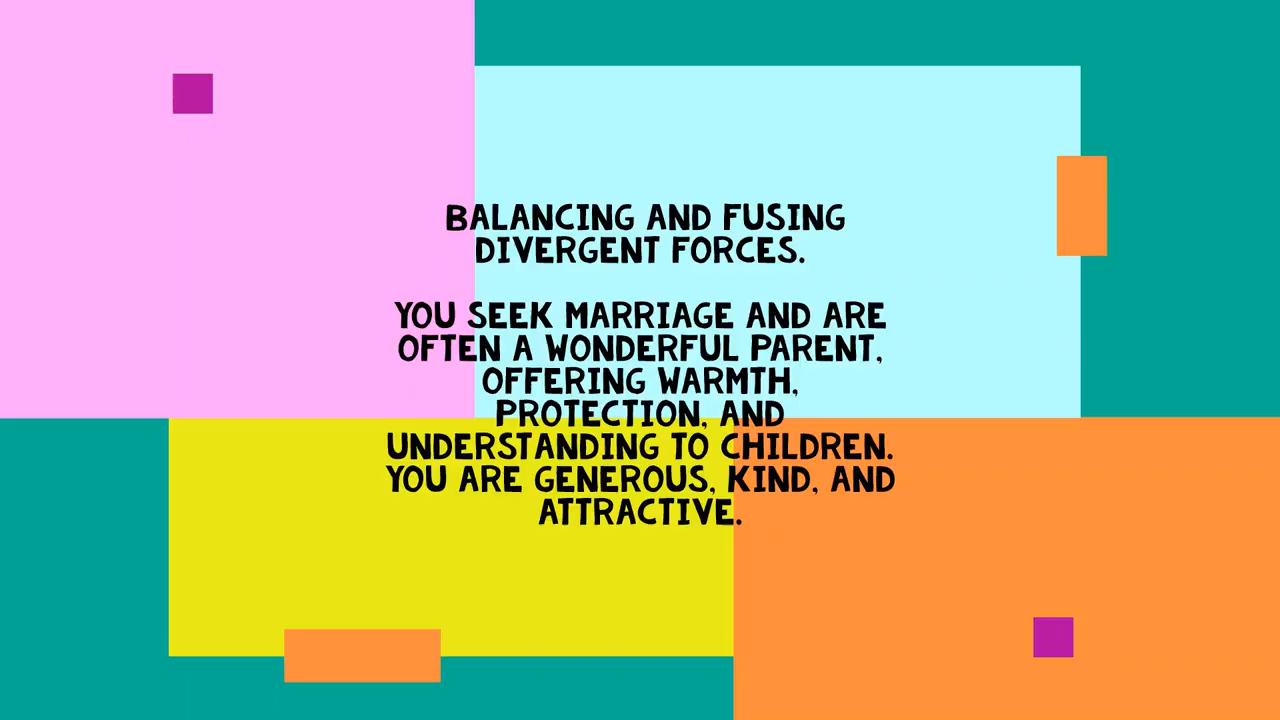 BALANCING AND FUSING
DIVERGENT FORCES.
YOU SEEK MARRIAGE AND ARE
OFTEN A WONDERFUL PARENT,
OFFERING WARMTH,
PROTECTION, AND
UNDERSTANDING TO CHILDREN.
YOU ARE GENEROUS, KIND, AND
ATTRACTIVE.